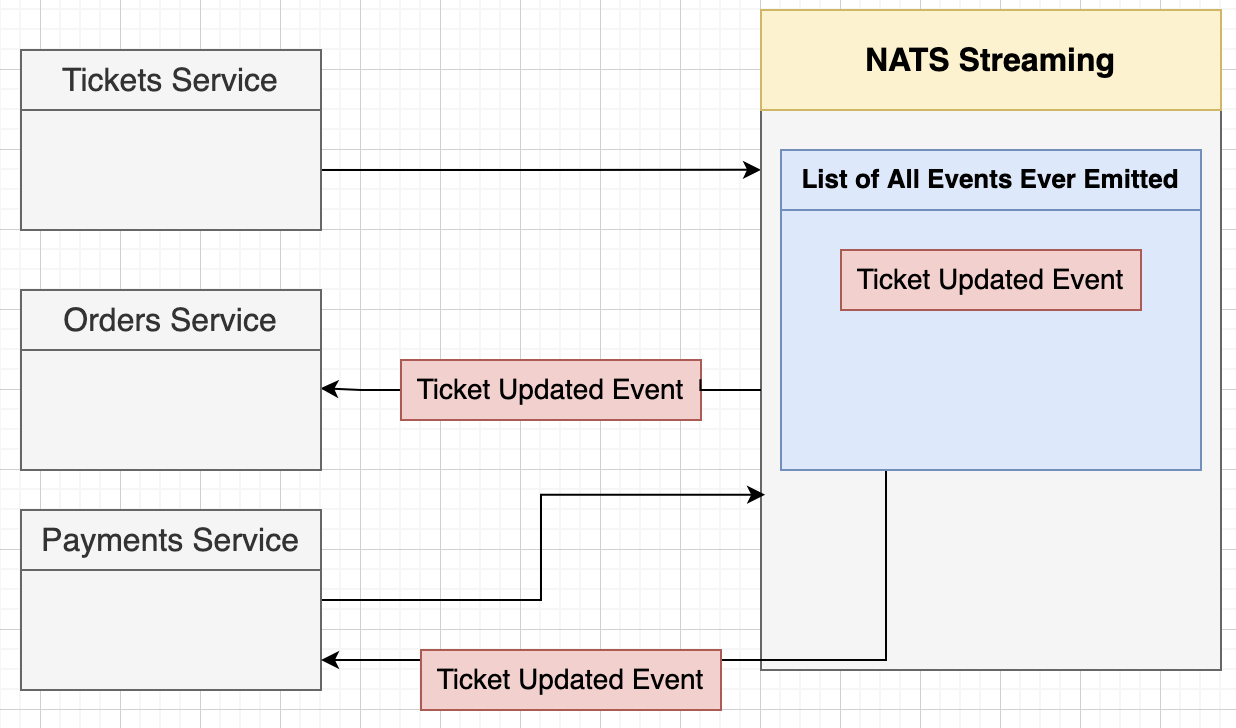 NATS Streaming
Tickets Service
List of All Events Ever Emitted
Ticket Updated Event
Orders Service
Ticket Updated Event
Payments Service
Ticket Updated Event